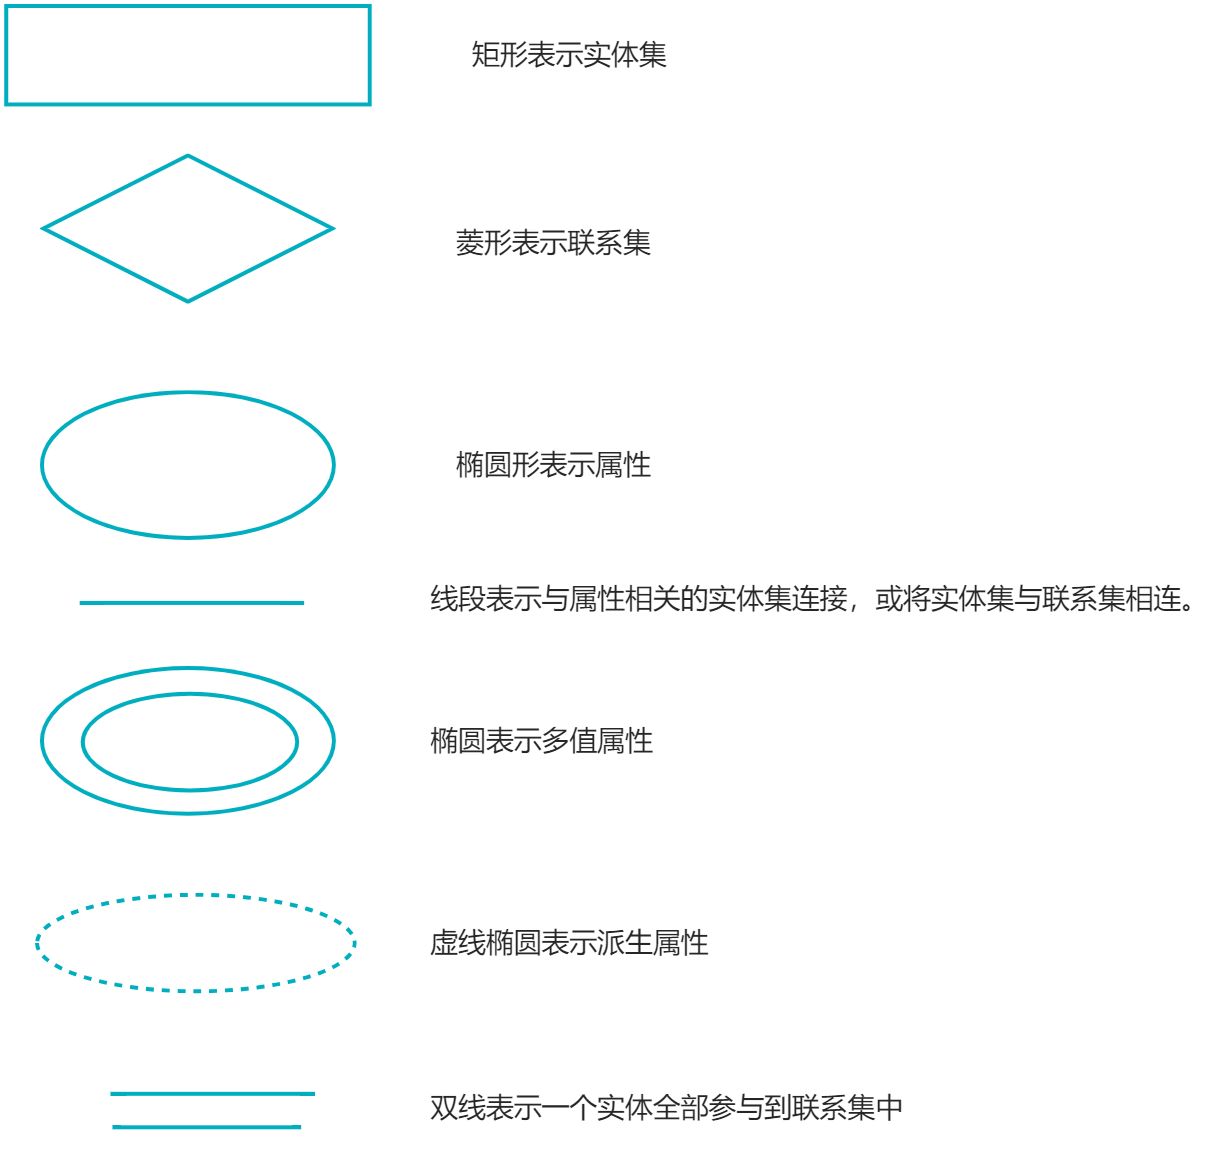 矩形表示实体集
菱形表示联系集
椭圆形表示属性
线段表示与属性相关的实体集连接，或将实体集与联系集相连。
椭圆表示多值属性
虚线椭圆表示派生属性
双线表示一个实体全部参与到联系集中